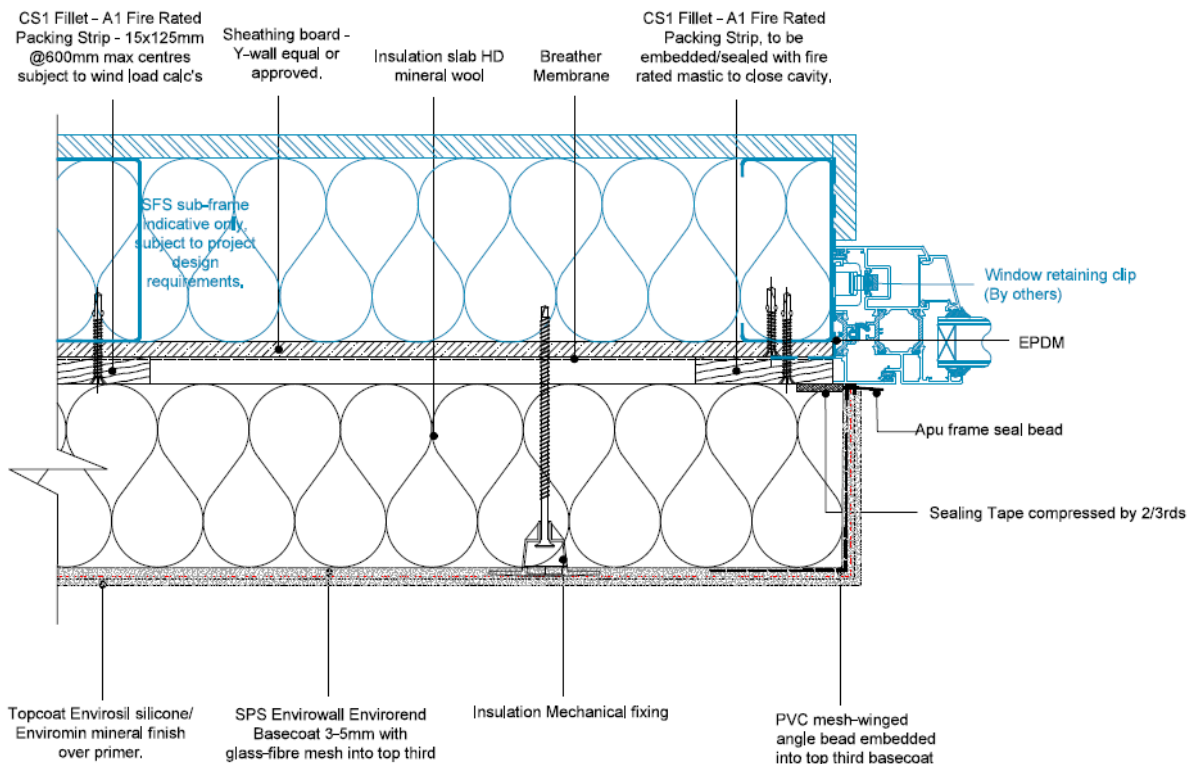 CS1 Fillet - A1 Fire Rated
Packing Strip - 15x125mm
@600mm max centres
subject to wind load calc's
Sheathing board -
Y-wall equal or
approved.
Insulation slab HD
mineral wool
Breather
Membrane
CS1 Fillet - A1 Fire Rated
Packing Strip, to be
embedded/sealed with fire
rated mastic to close cavity.
SFS sub-frame
indicative only,
subject to project
design
requirements.
Window retaining clip
(By others)
EPDM
Apu frame seal bead
Sealing Tape compressed by 2/3rds
Topcoat Envirosil silicone/
Enviromin mineral finish
over primer.
SPS Envirowall Envirorend
Basecoat 3-5mm with
glass-fibre mesh into top third
Insulation Mechanical fixing
PVC mesh-winged
angle bead embedded
into top third basecoat